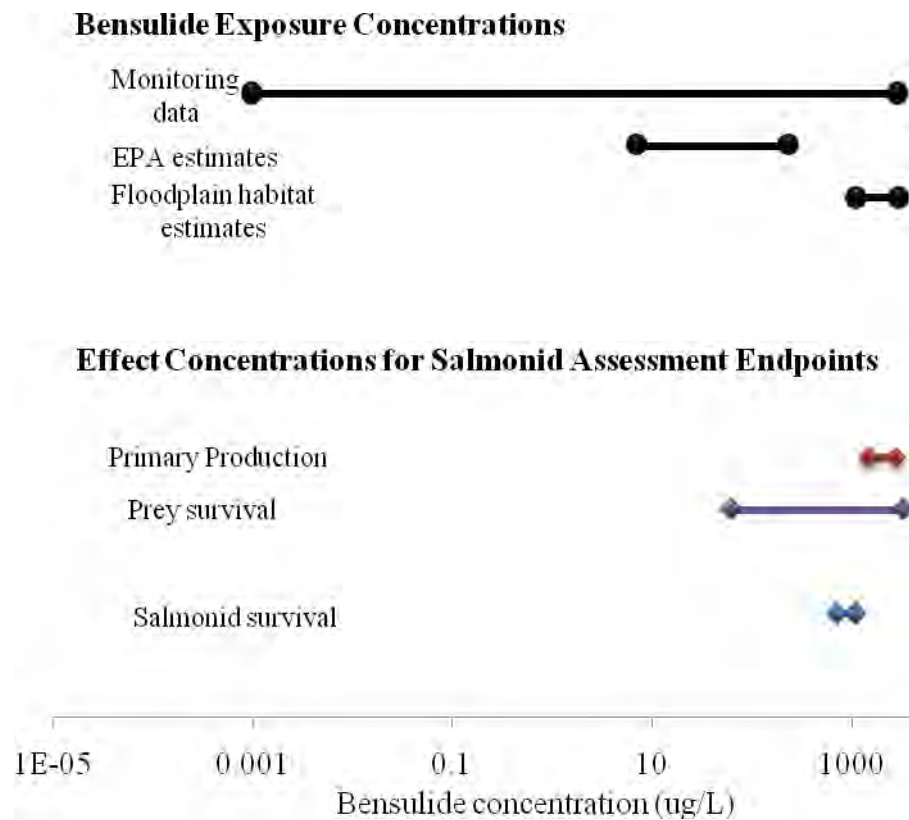 Bensulide Exposure Concentrations
Monitoring
data
EPA estimates
Floodplain habitat
estimates
Effect Concentrations for Salmonid Assessment Endpoints
Primary Production
Prey survival
Salmonid survival
1E-05 0.001 0.1 10 1000
Bensulide concentration (ug/L)